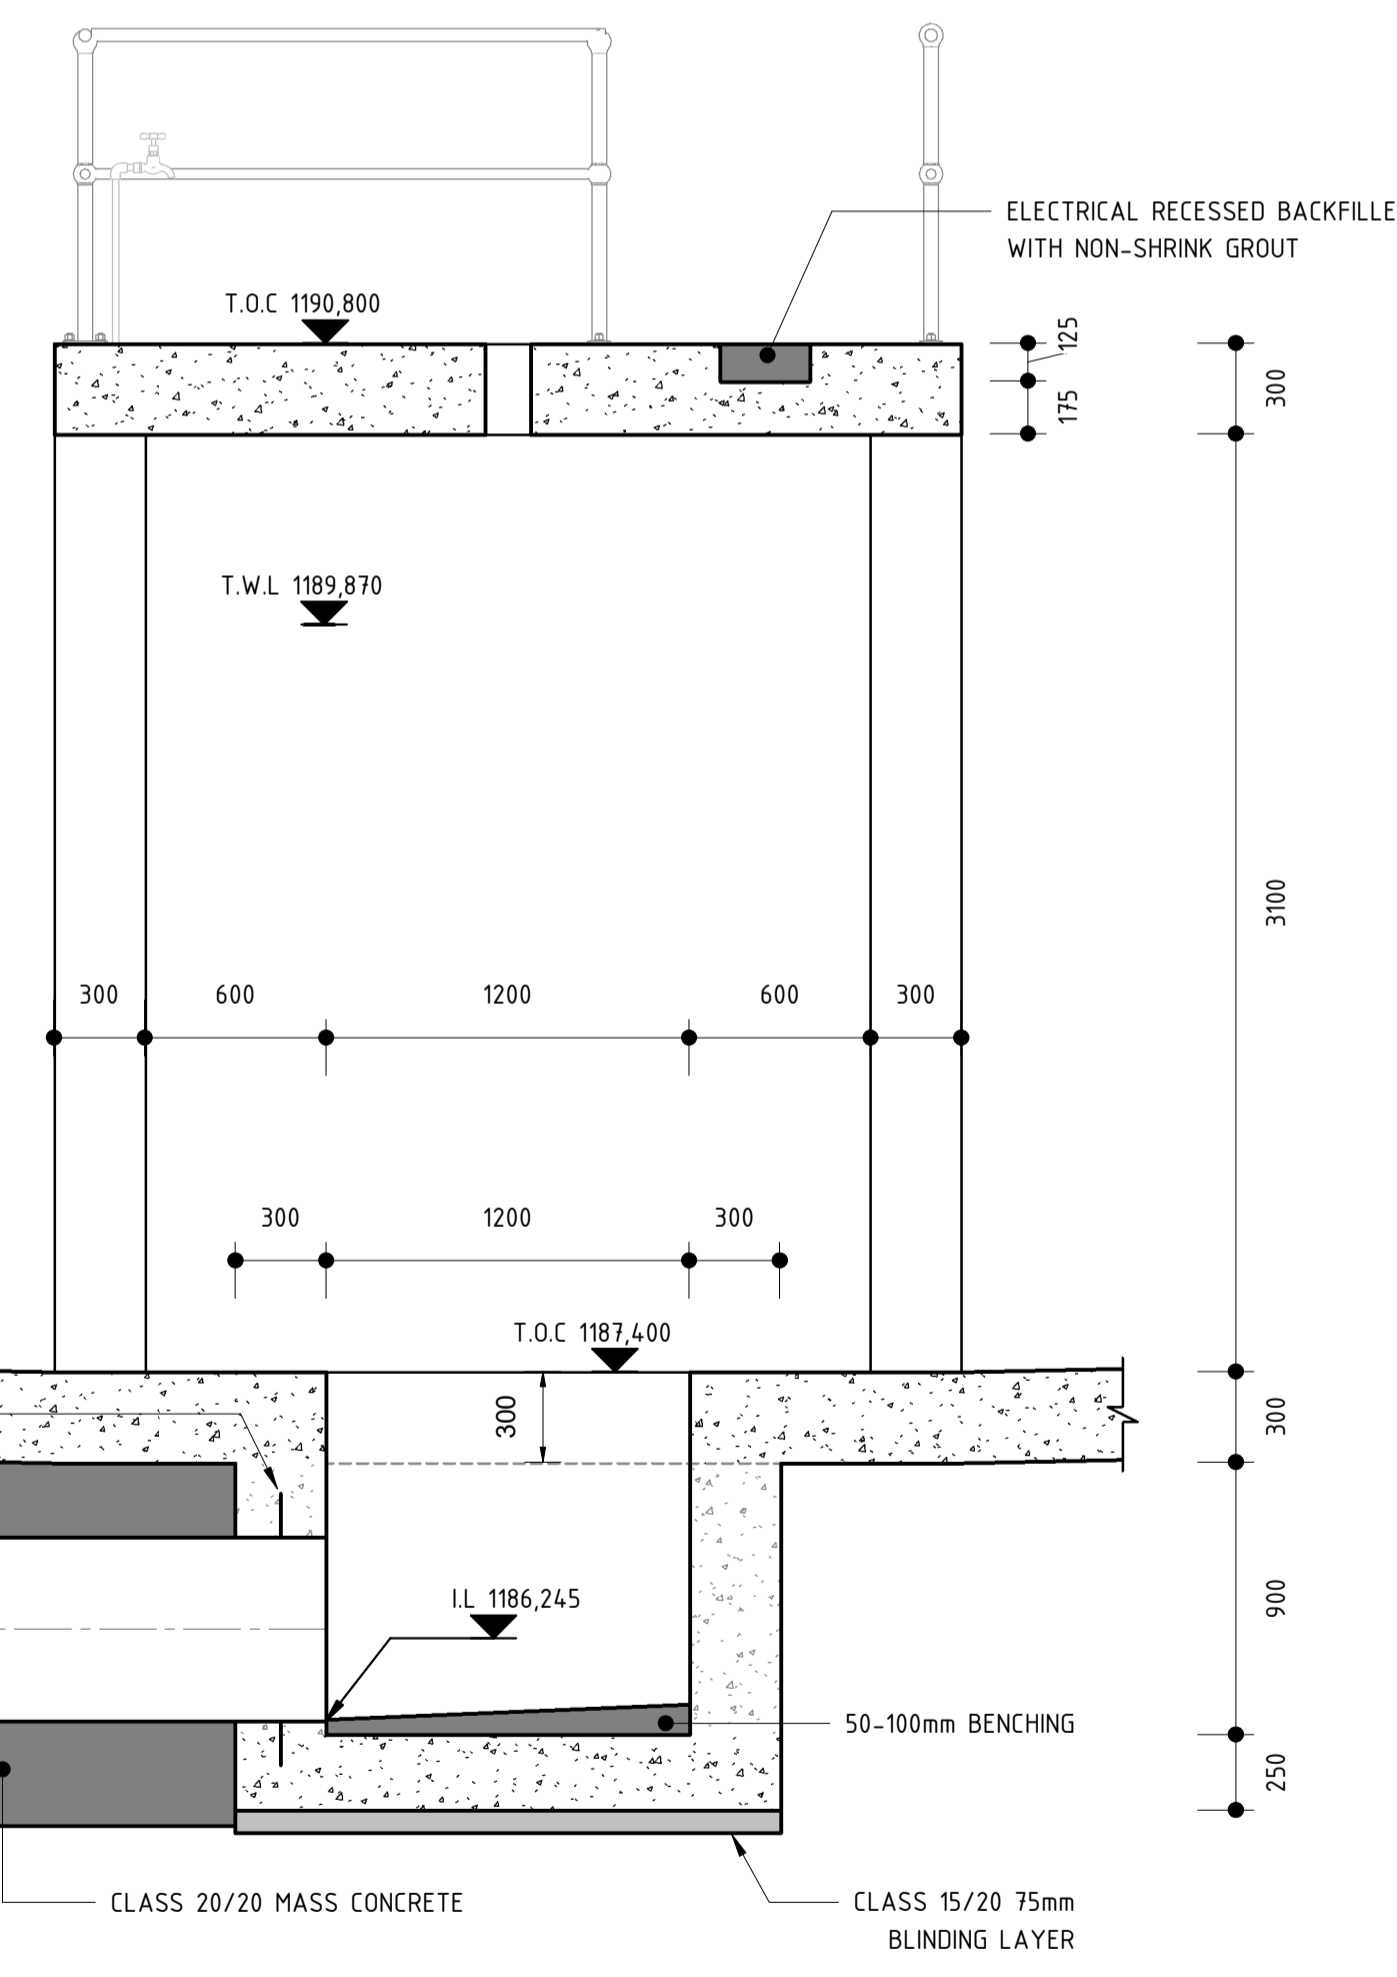 ELECTRICAL RECESSED BACKFILLE
WITH NON-SHRINK GROUT
T.O.C 1190,800
125
300
175
T.W.L 1189,870
3100
300 600 1200 600 300
300 1200 300
T.O.C 1187,400
300
300
I.L 1186,245
900
50-100mm BENCHING
250
CLASS 20/20 MASS CONCRETE
CLASS 15/20 75mm
BLINDING LAYER